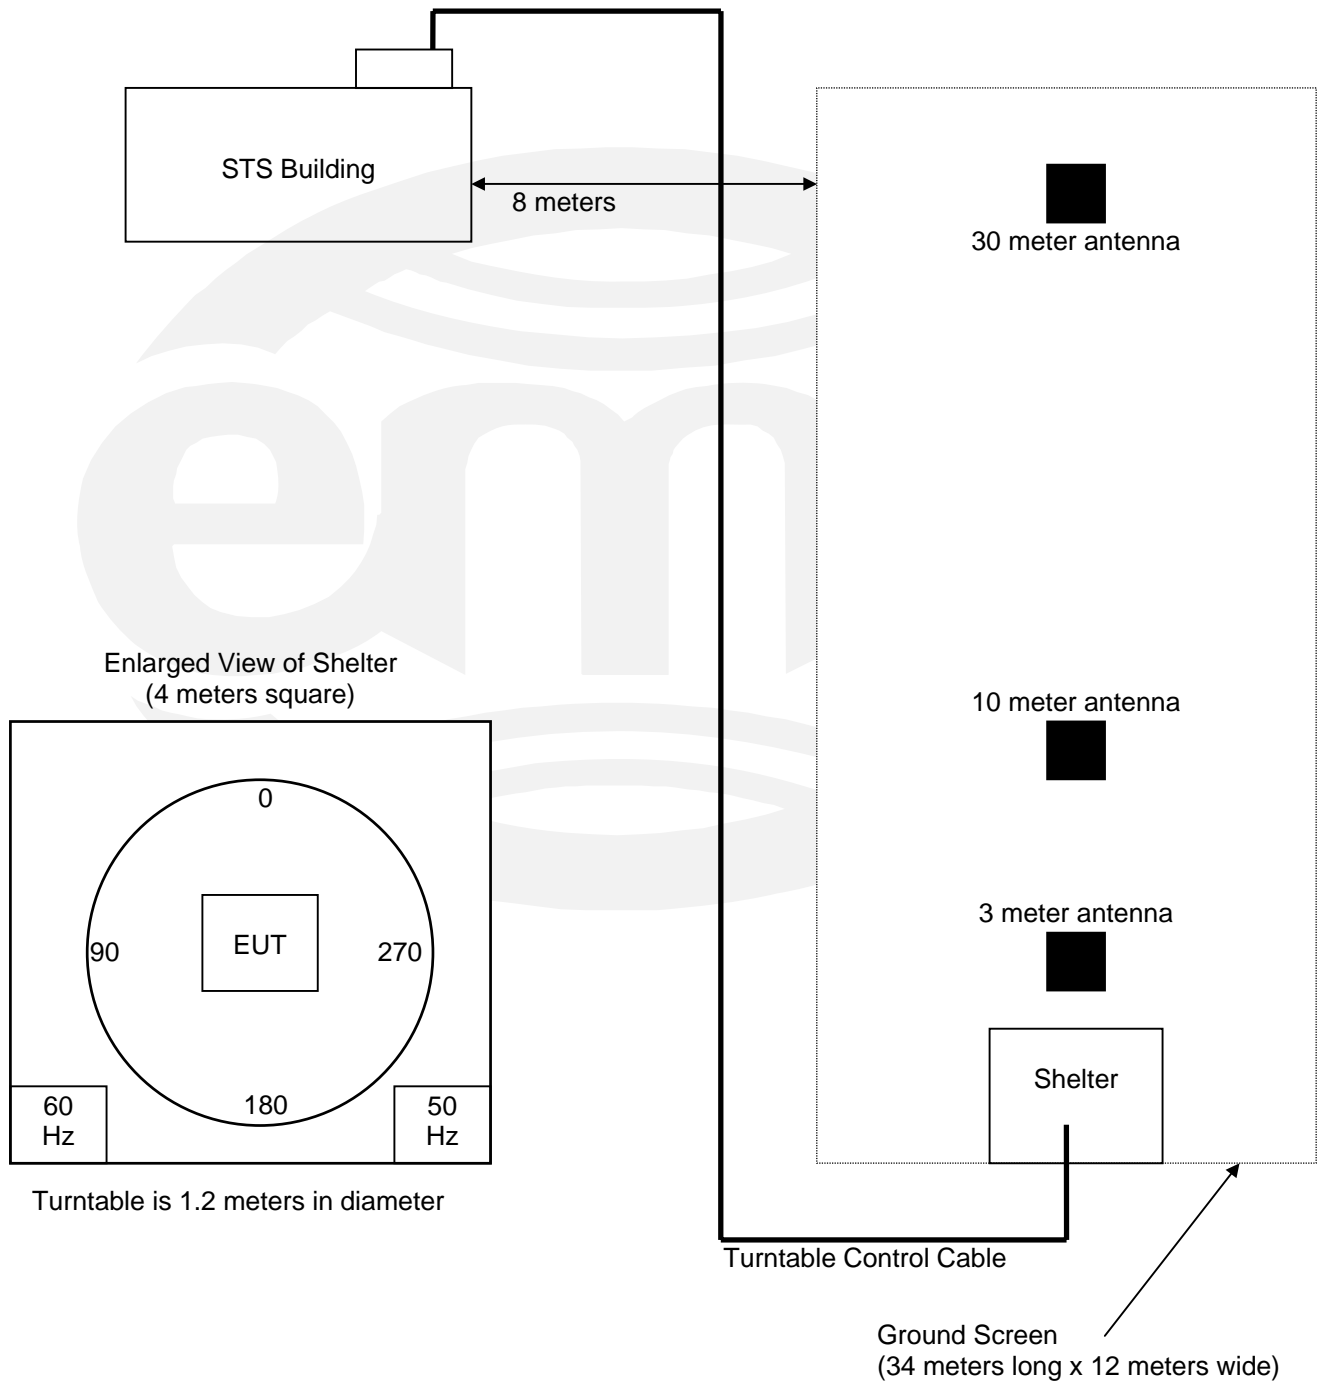 STS Building
8 meters
30 meter antenna
Enlarged View of Shelter
(4 meters square)
10 meter antenna
0
3 meter antenna
90
EUT
270
Shelter
60
Hz
180
50
Hz
Turntable is 1.2 meters in diameter
Turntable Control Cable
Ground Screen
(34 meters long x 12 meters wide)
em